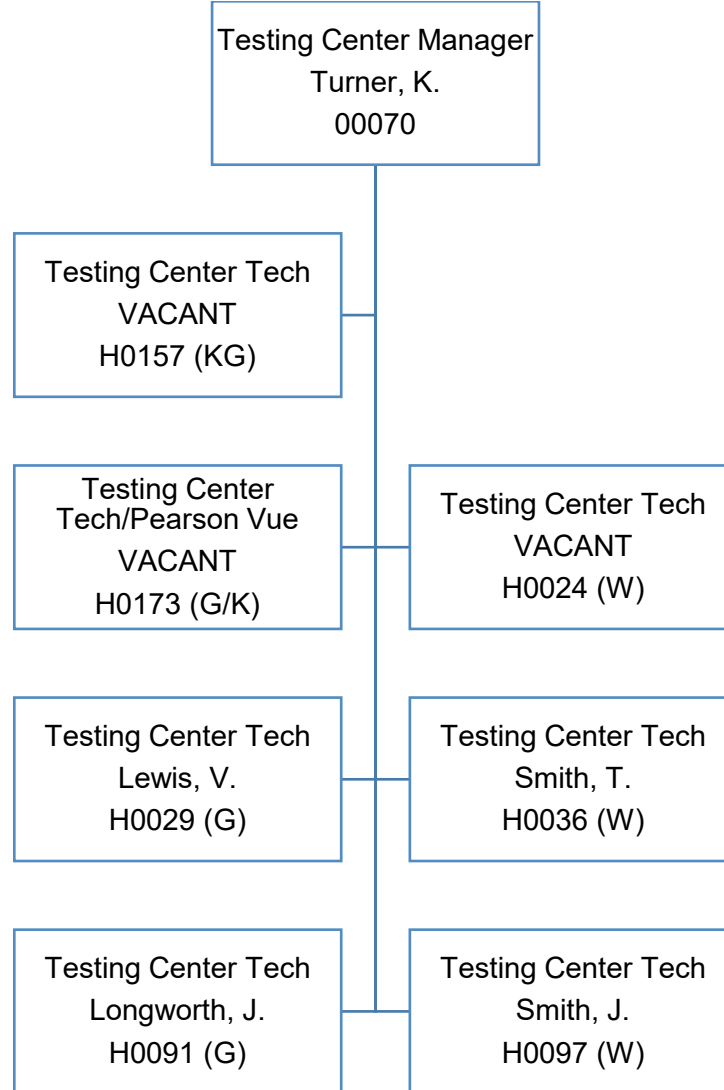 Testing Center Manager
Turner, K.
00070
Testing Center Tech
VACANT
H0157 (KG)
Testing Center
Tech/Pearson Vue
VACANT
H0173 (G/K)
Testing Center Tech
VACANT
H0024 (W)
Testing Center Tech
Lewis, V.
H0029 (G)
Testing Center Tech
Smith, T.
H0036 (W)
Testing Center Tech
Longworth, J.
H0091 (G)
Testing Center Tech
Smith, J.
H0097 (W)